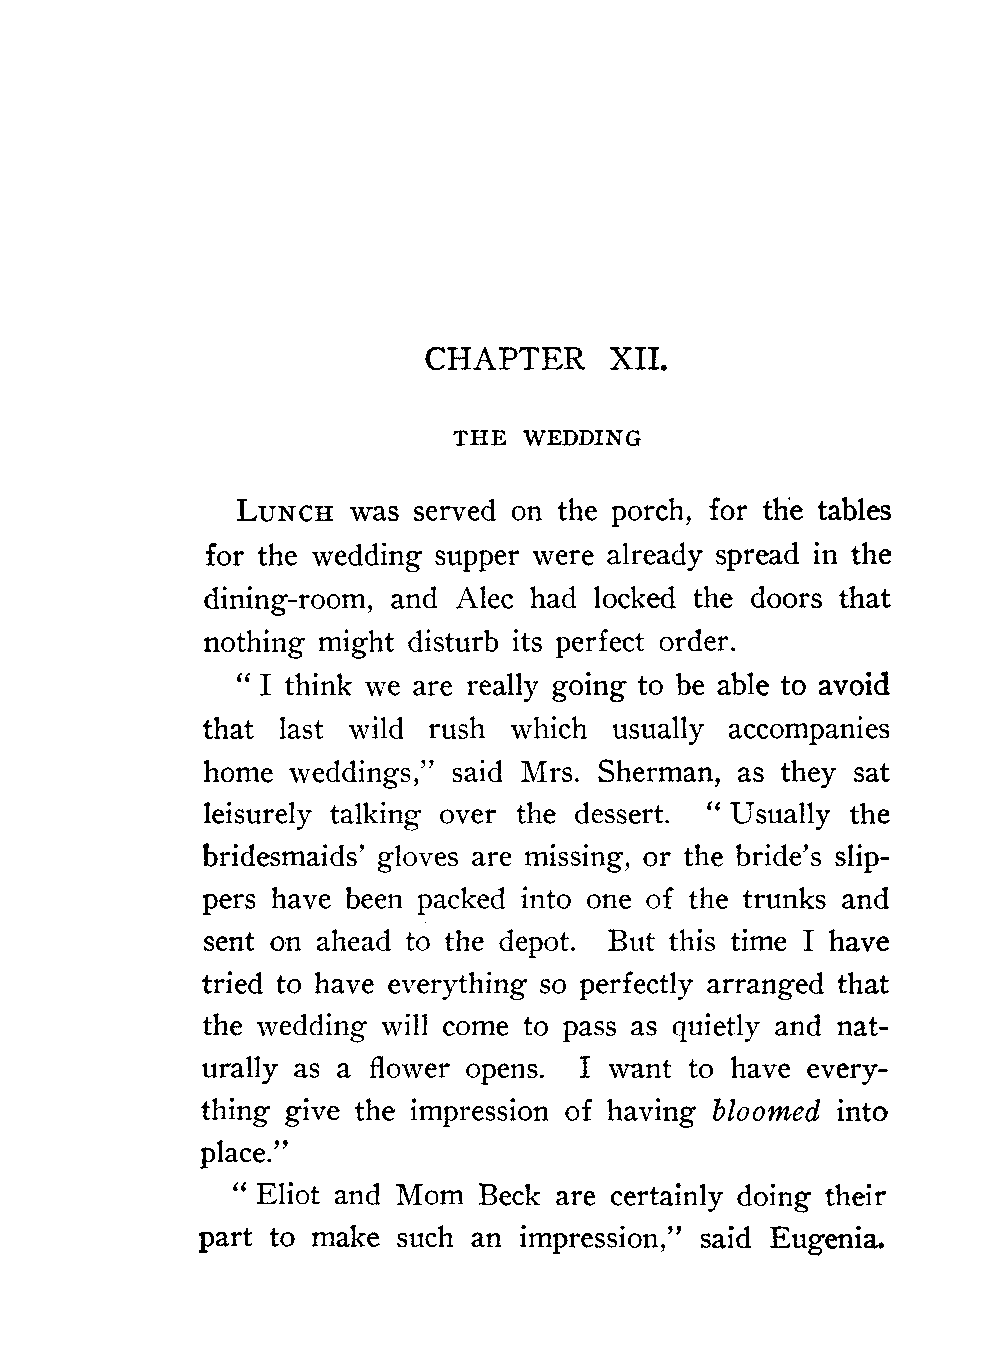 CHAPTER XII.
THE WEDDING
LUNCH was served on the porch, for the tables
for the wedding supper were already spread in the
dining-room, and Alec had locked the doors that
nothing might disturb its perfect order.
" I think we are really going to be able to avoid
that last wild rush which usually accompanies
home weddings," said Mrs. Sherman, as they sat
leisurely talking over the dessert. " Usually the
bridesmaids' gloves are missing, or the bride's slip-
pers have been packed into one of the trunks and
sent on ahead to the depot. But this time I have
tried to have everything so perfectly arranged that
the wedding will come to pass as quietly and nat-
urally as a flower opens. I want to have every-
thing give the impression of having bloomed into
place."
" Eliot and Mom Beck are certainly doing their
part to make such an impression," said Eugenia.